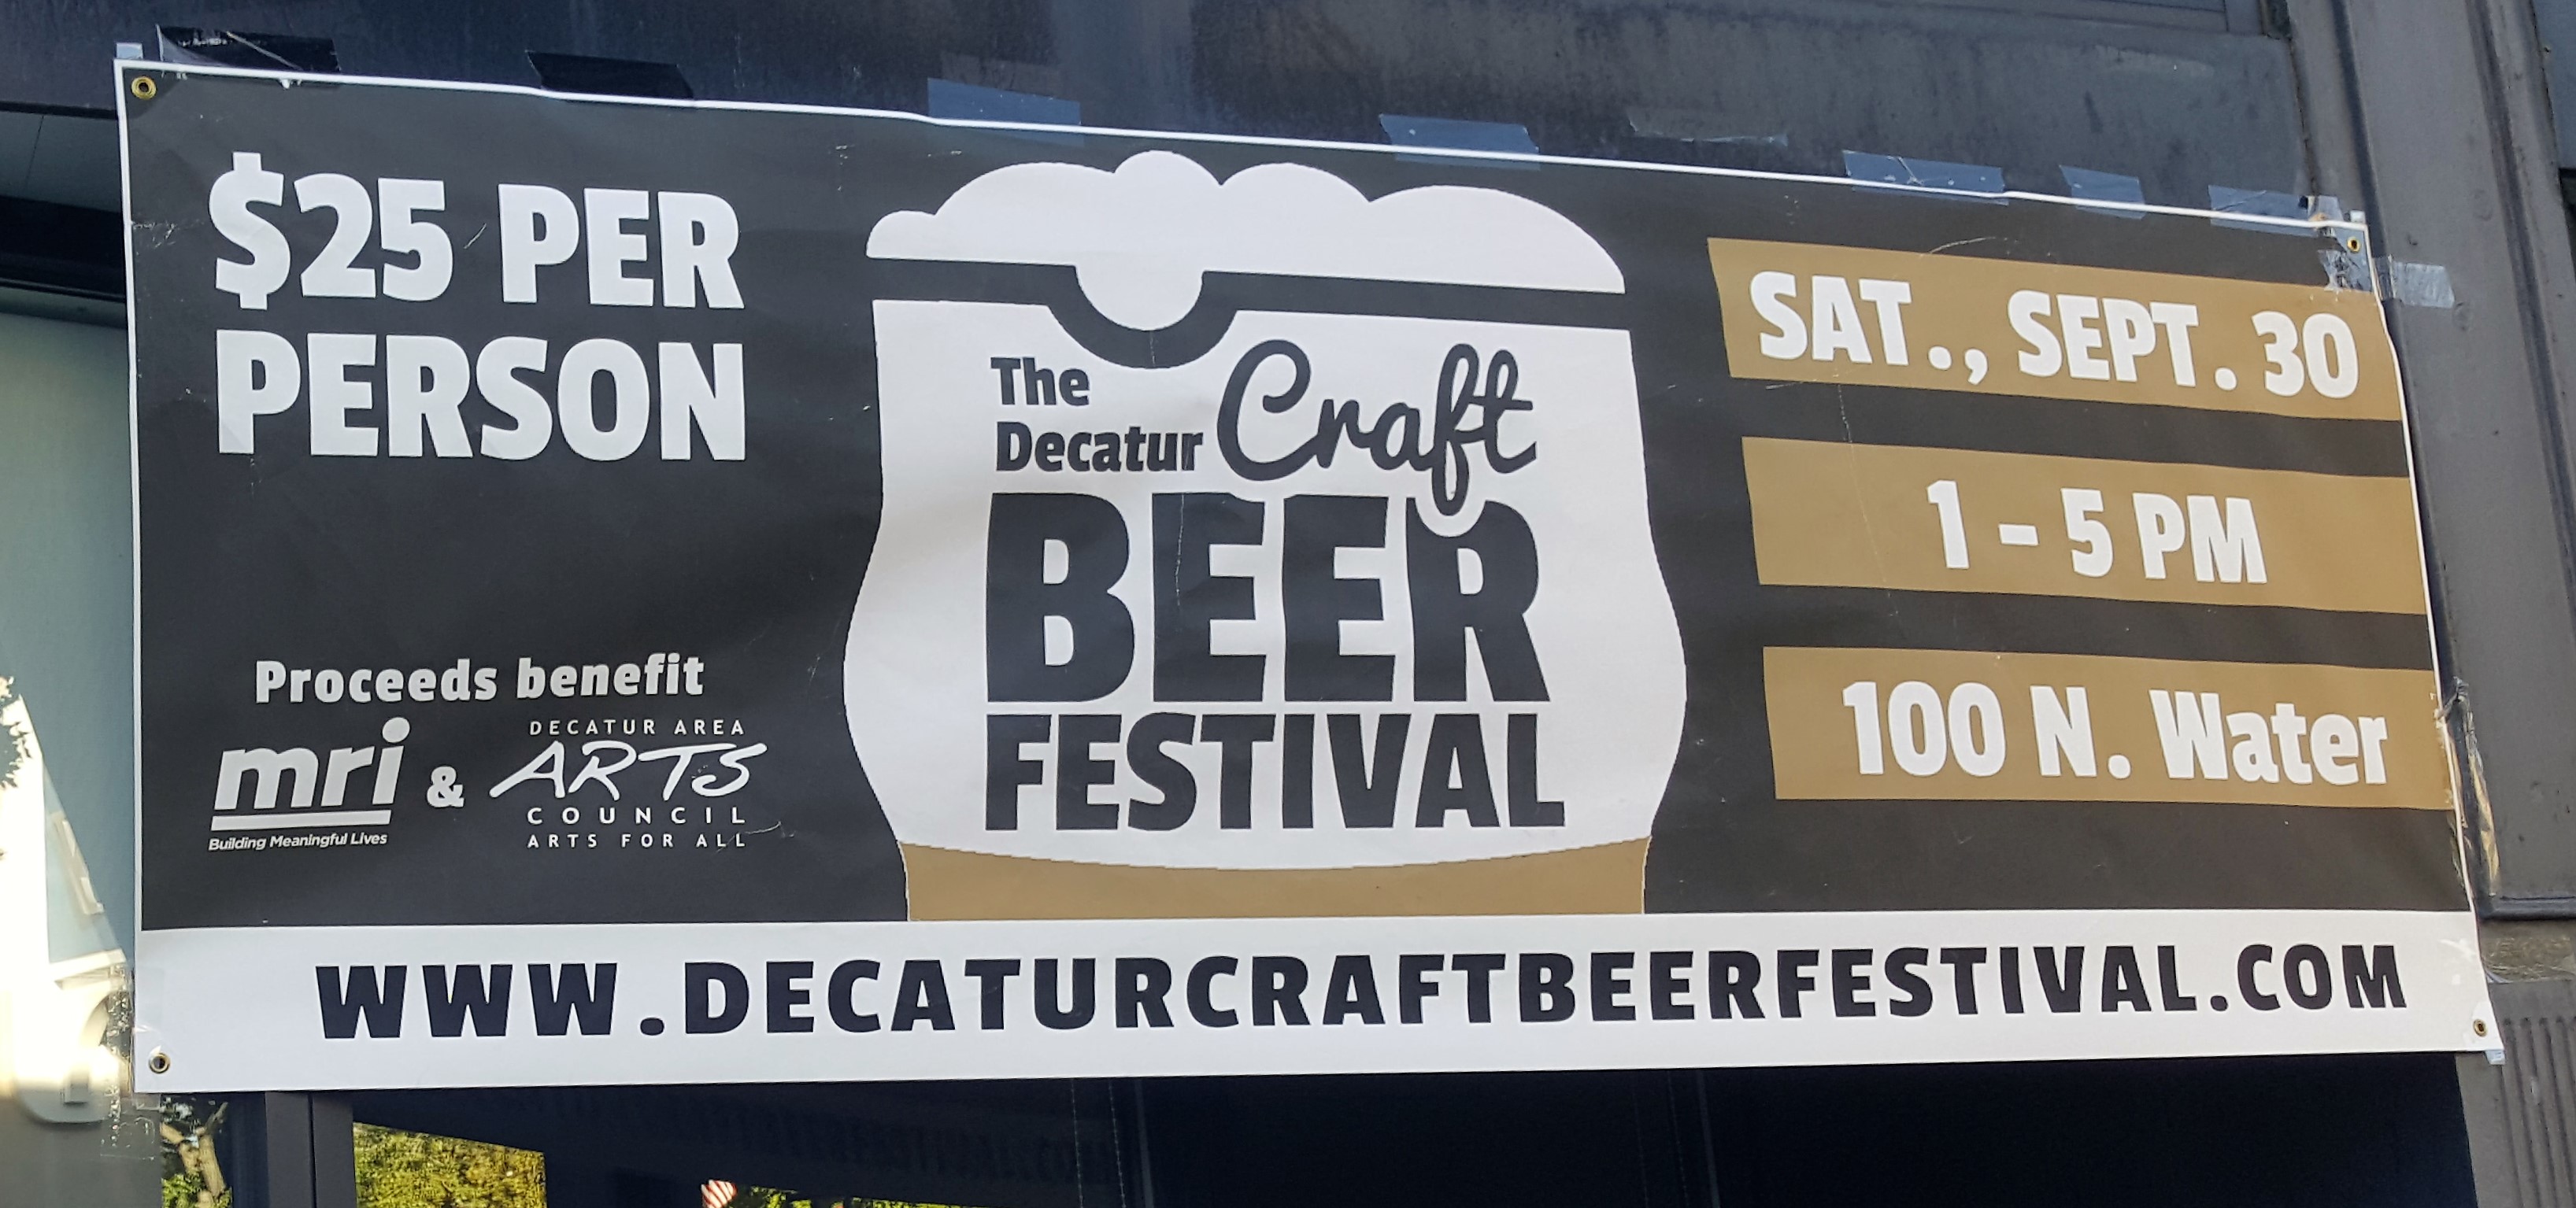 $25 PER
PERSON
Proceeds benefit
mri
Building Meaningful Lives
&
DECATUR AREA
ARTS
COUNCIL
ARTS FOR ALL
The
Decatur Craft
BEER
FESTIVAL
SAT., SEPT. 30
1 - 5 PM
100 N. Water
WWW.DECATURCRAFTBEERFESTIVAL.COM